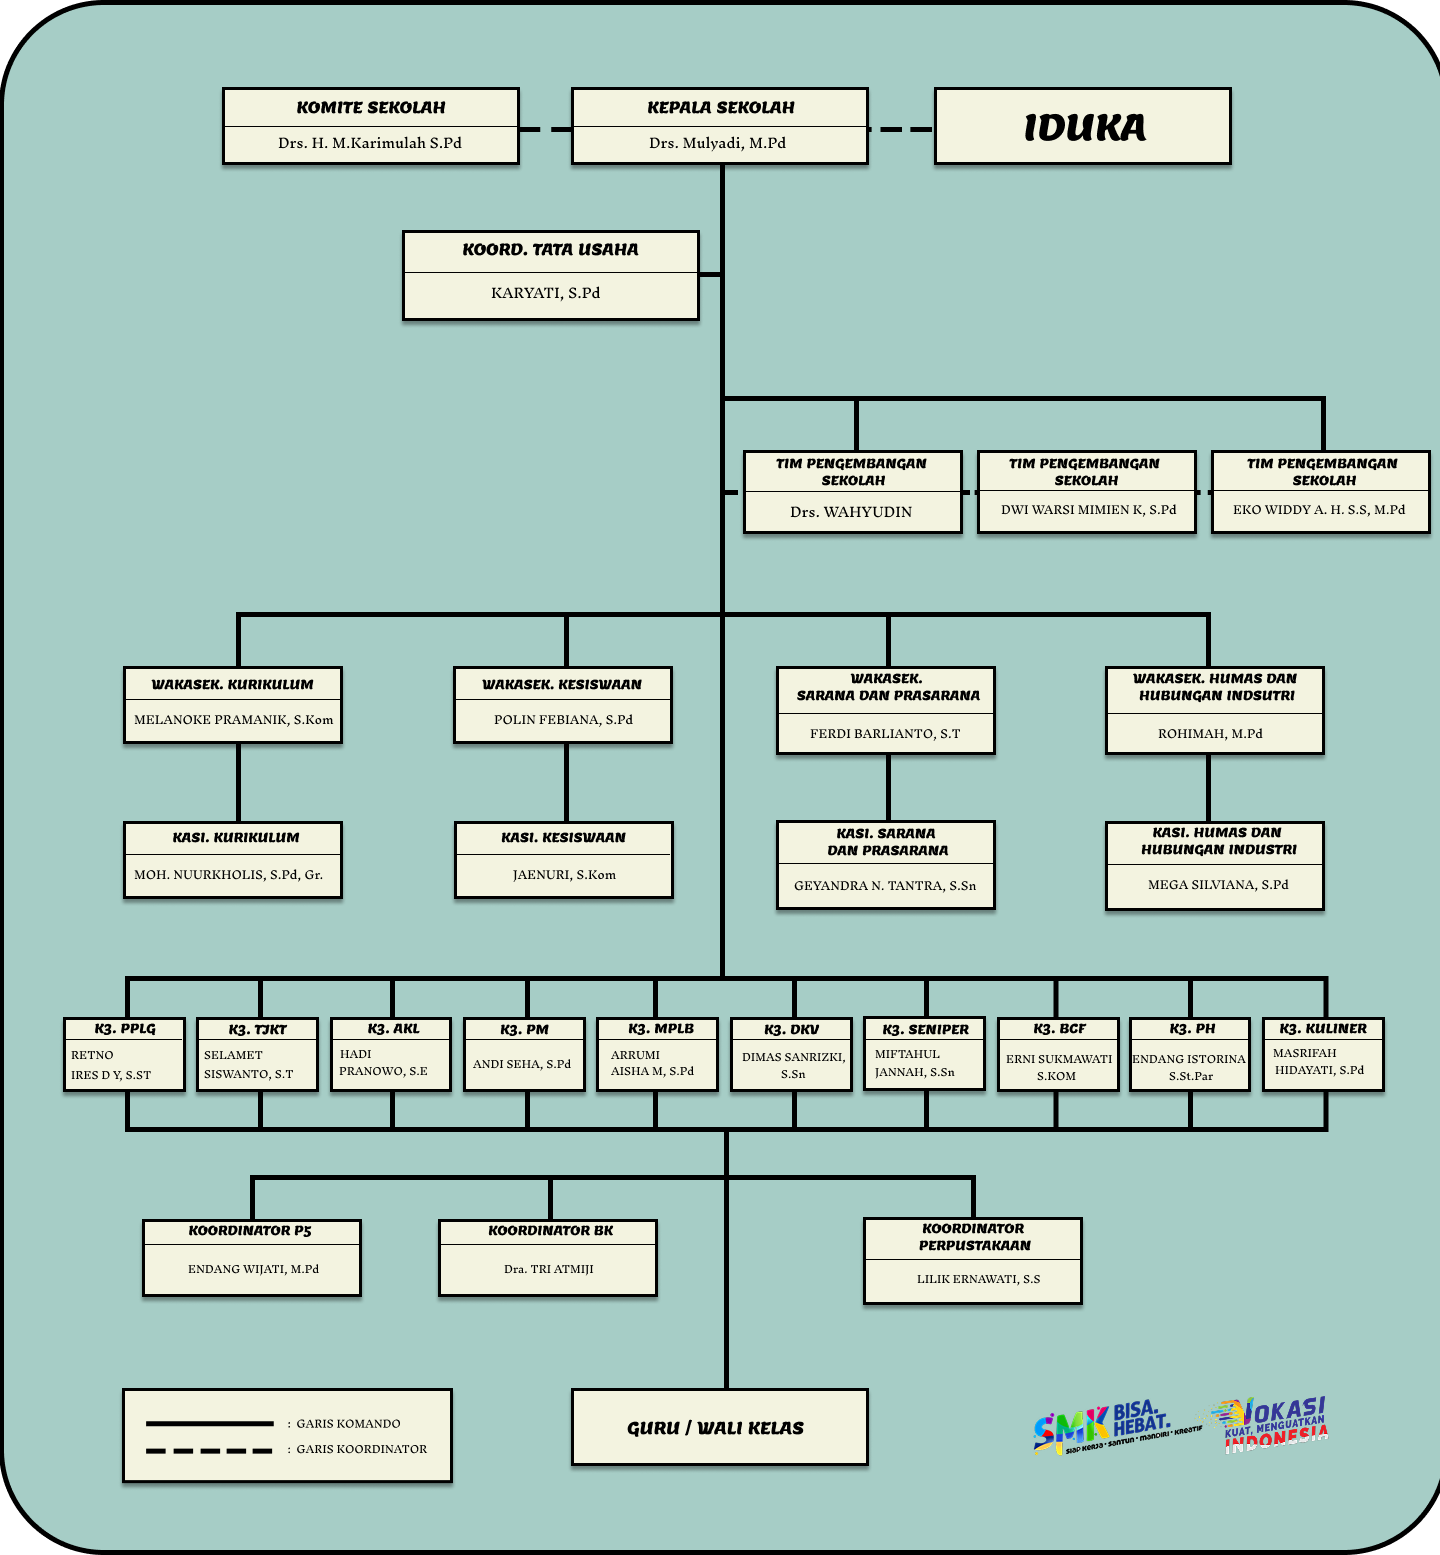 KOMITE SEKOLAH
Drs. H. M.Karimulah S.Pd
KEPALA SEKOLAH
Drs. Mulyadi, M.Pd
IDUKA
KOORD. TATA USAHA
KARYATI, S.Pd
TIM PENGEMBANGAN
SEKOLAH
Drs. WAHYUDIN
TIM PENGEMBANGAN
SEKOLAH
DWI WARSI MIMIEN K, S.Pd
TIM PENGEMBANGAN
SEKOLAH
EKO WIDDY A. H. S.S, M.Pd
WAKASEK. KURIKULUM
MELANOKE PRAMANIK, S.Kom
WAKASEK. KESISWAAN
POLIN FEBIANA, S.Pd
WAKASEK.
SARANA DAN PRASARANA
FERDI BARLIANTO, S.T
WAKASEK. HUMAS DAN
HUBUNGAN INDSUTRI
ROHIMAH, M.Pd
KASI. KURIKULUM
MOH. NUURKHOLIS, S.Pd, Gr.
KASI. KESISWAAN
JAENURI, S.Kom
KASI. SARANA
DAN PRASARANA
GEYANDRA N. TANTRA, S.Sn
KASI. HUMAS DAN
HUBUNGAN INDUSTRI
MEGA SILVIANA, S.Pd
K3. PPLG
RETNO
IRES D Y, S.ST
K3. TJKT
SELAMET
SISWANTO, S.T
K3. AKL
HADI
PRANOWO, S.E
K3. PM
ANDI SEHA, S.Pd
K3. MPLB
ARRUMI
AISHA M, S.Pd
K3. DKV
DIMAS SANRIZKI,
S.Sn
K3. SENIPER
MIFTAHUL
JANNAH, S.Sn
K3. BGF
ERNI SUKMAWATI
S.KOM
K3. PH
ENDANG ISTORINA
S.St.Par
K3. KULINER
MASRIFAH
HIDAYATI, S.Pd
KOORDINATOR P5
ENDANG WIJATI, M.Pd
KOORDINATOR BK
Dra. TRI ATMIJI
KOORDINATOR
PERPUSTAKAAN
LILIK ERNAWATI, S.S
: GARIS KOMANDO
: GARIS KOORDINATOR
GURU / WALI KELAS
SMK BISA.
HEBAT.
SIAP KERJA • SANTUN • MANDIRI • KREATIF
VOKASI
KUAT, MENGUATKAN
INDONESIA